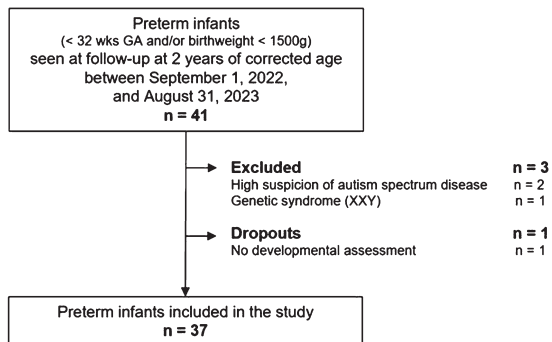 Preterm infants
(< 32 wks GA and/or birthweight < 1500g)
seen at follow-up at 2 years of corrected age
between September 1, 2022,
and August 31, 2023
n = 41
Excluded n = 3
High suspicion of autism spectrum disease n = 2
Genetic syndrome (XXY) n = 1
Dropouts n = 1
No developmental assessment n = 1
Preterm infants included in the study
n = 37